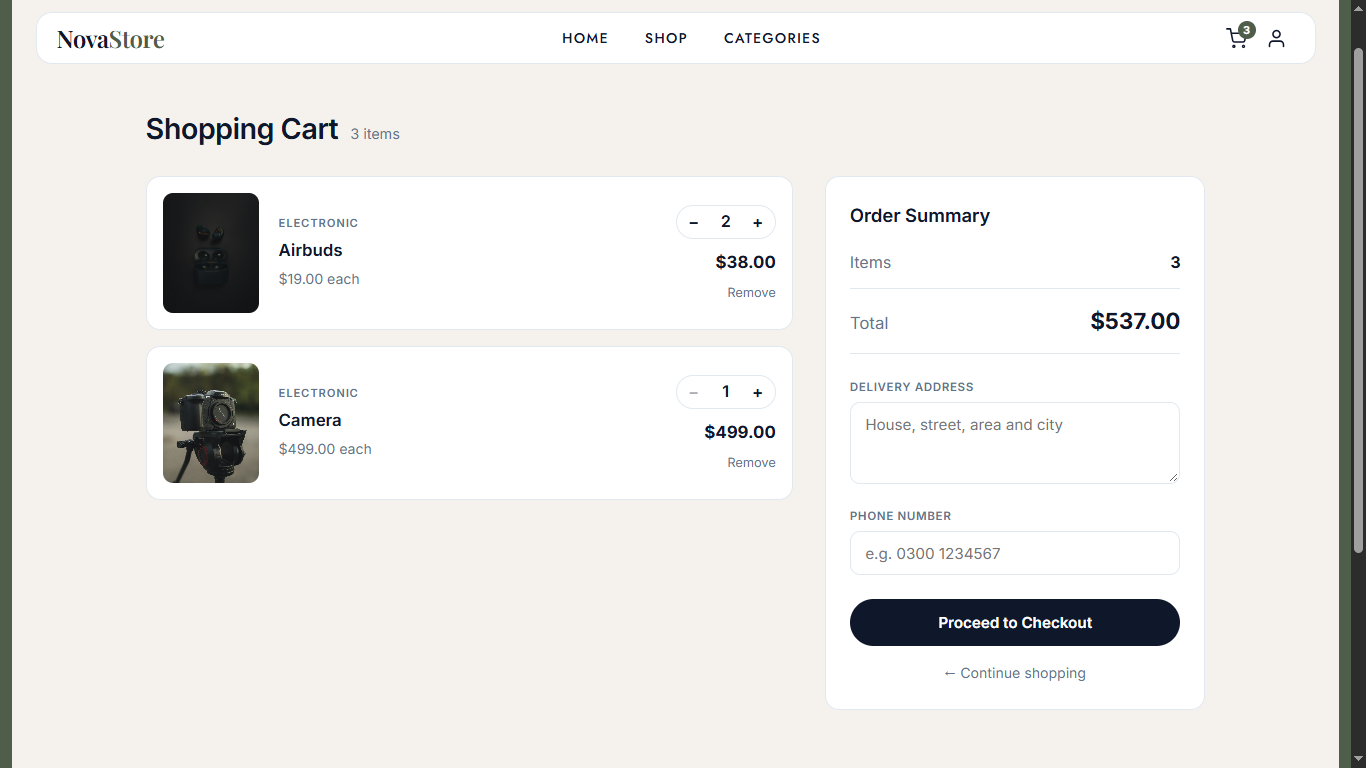 NovaStore
HOME SHOP CATEGORIES
3
Shopping Cart 3 items
ELECTRONIC
Airbuds
$19.00 each
− 2 +
$38.00
Remove
ELECTRONIC
Camera
$499.00 each
− 1 +
$499.00
Remove
Order Summary
Items 3
Total $537.00
DELIVERY ADDRESS
House, street, area and city
PHONE NUMBER
e.g. 0300 1234567
Proceed to Checkout
← Continue shopping